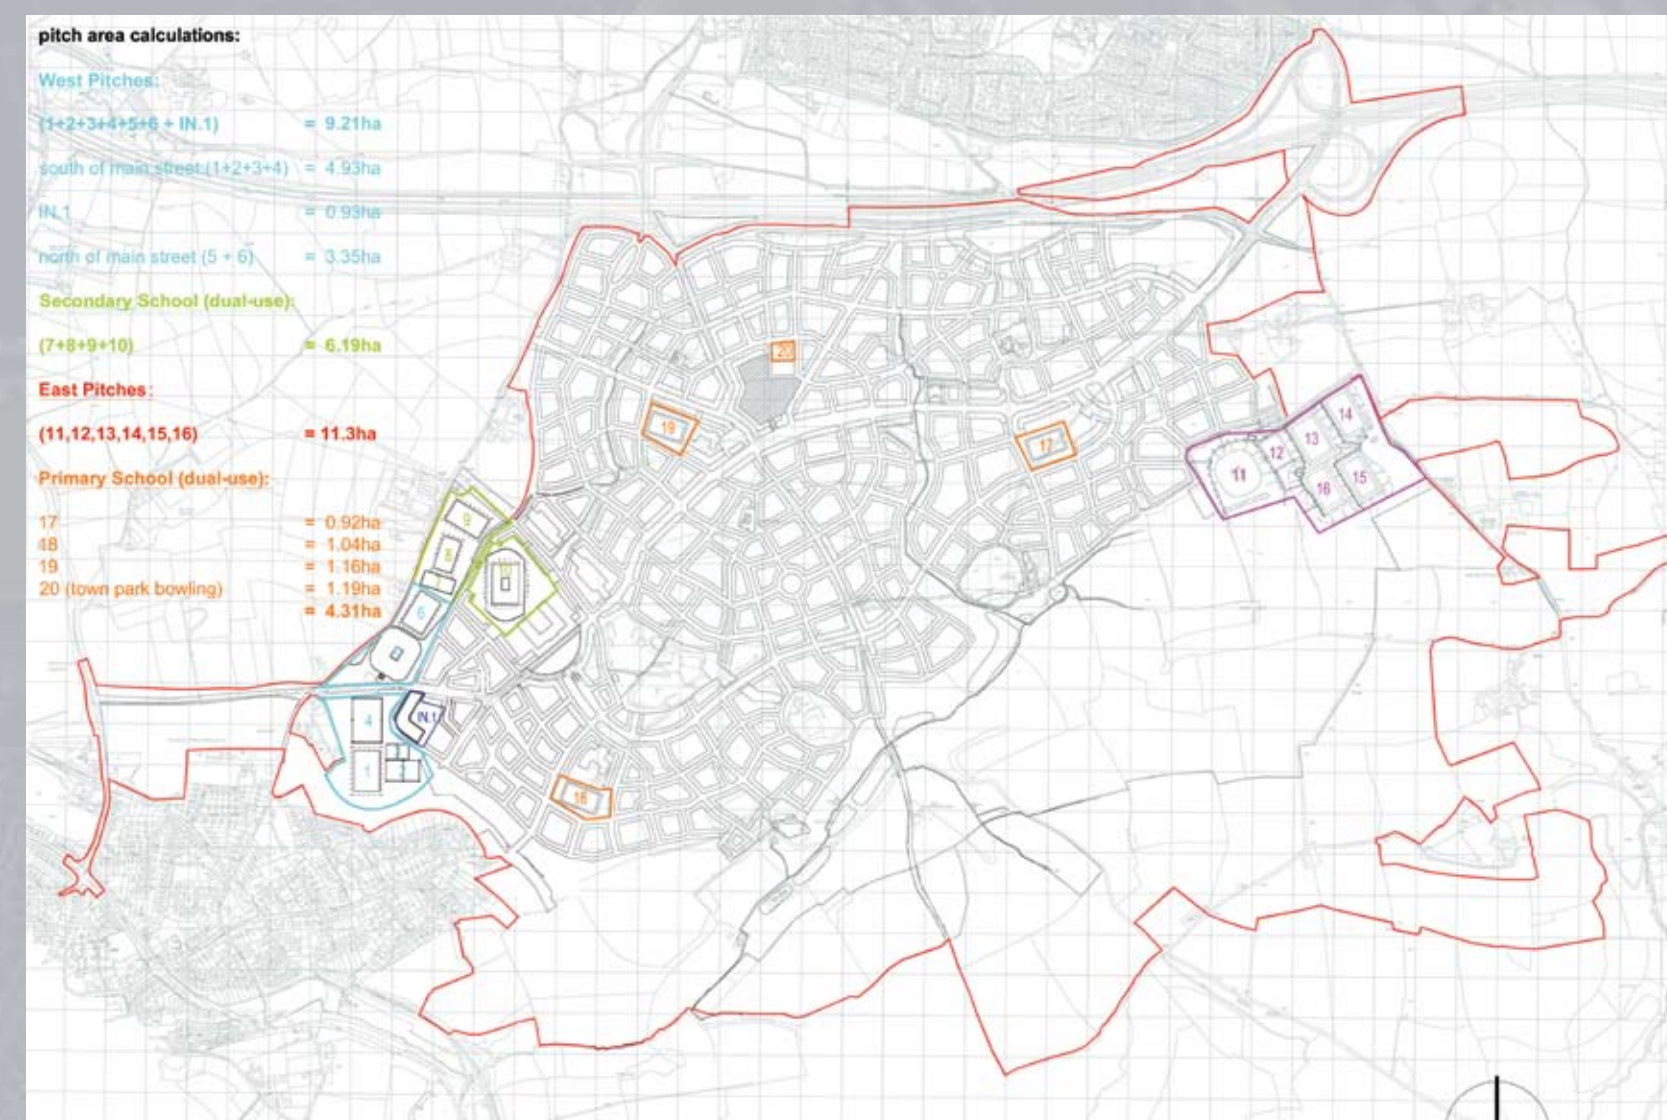 pitch area calculations:
West Pitches:
(1+2+3+4+5+6 + IN.1) = 9.21ha
south of main street (1+2+3+4) = 4.93ha
IN.1 = 0.93ha
north of main street (5 + 6) = 3.35ha
Secondary School (dual-use):
(7+8+9+10) = 6.19ha
East Pitches:
(11,12,13,14,15,16) = 11.3ha
Primary School (dual-use):
17 = 0.92ha
18 = 1.04ha
19 = 1.16ha
20 (town park bowling) = 1.19ha
= 4.31ha
20
19
17
14
13
12
11
15
16
9
8
10
6
4
IN.1
1
18